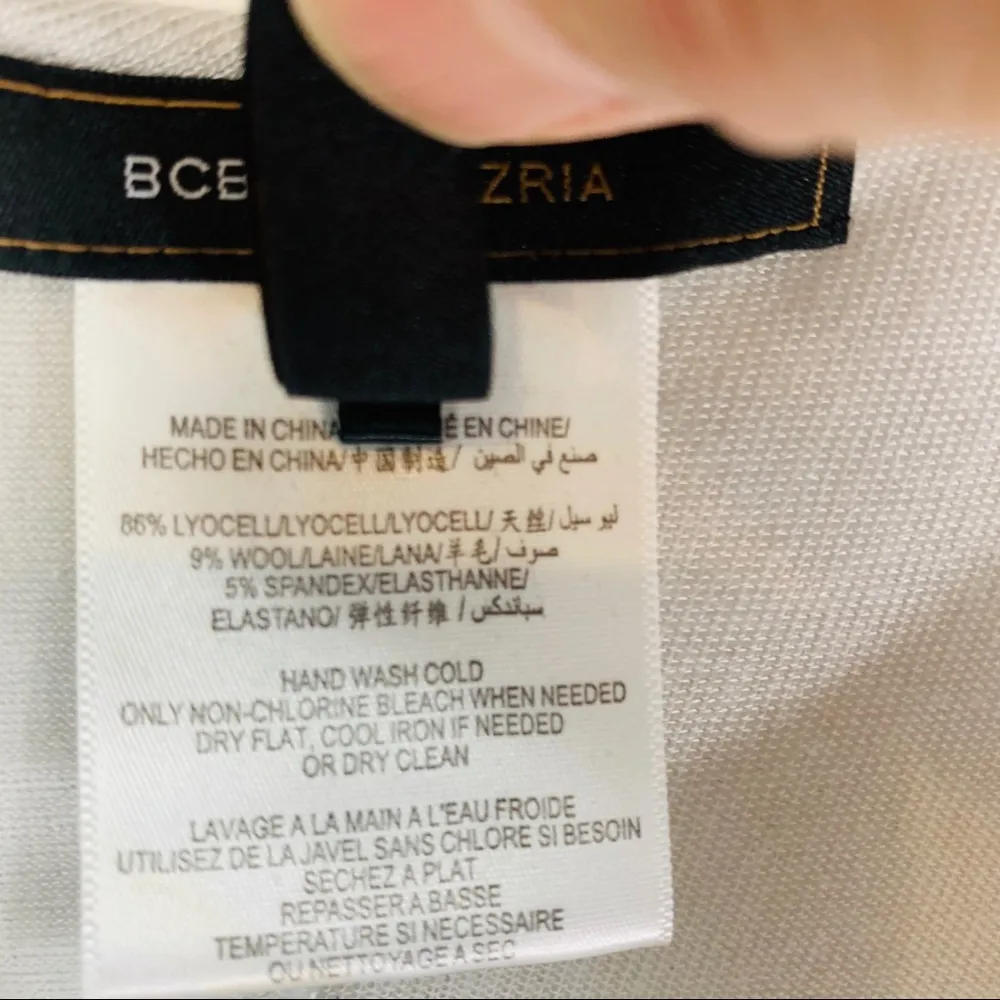 BCB ZRIA
MADE IN CHINA É EN CHINE/
HECHO EN CHINA/中国制造/ صنع في الصين
86% LYOCELL/LYOCELL/LYOCELL/ 天丝/ ليو سيل
9% WOOL/LAINE/LANA/羊毛/ صوف
5% SPANDEX/ELASTHANNE/
ELASTANO/ 弹性纤维 / سباندكس
HAND WASH COLD
ONLY NON-CHLORINE BLEACH WHEN NEEDED
DRY FLAT, COOL IRON IF NEEDED
OR DRY CLEAN
LAVAGE A LA MAIN A L'EAU FROIDE
UTILISEZ DE LA JAVEL SANS CHLORE SI BESOIN
SECHEZ A PLAT
REPASSER A BASSE
TEMPERATURE SI NECESSAIRE
OU NETTOYAGE A SEC